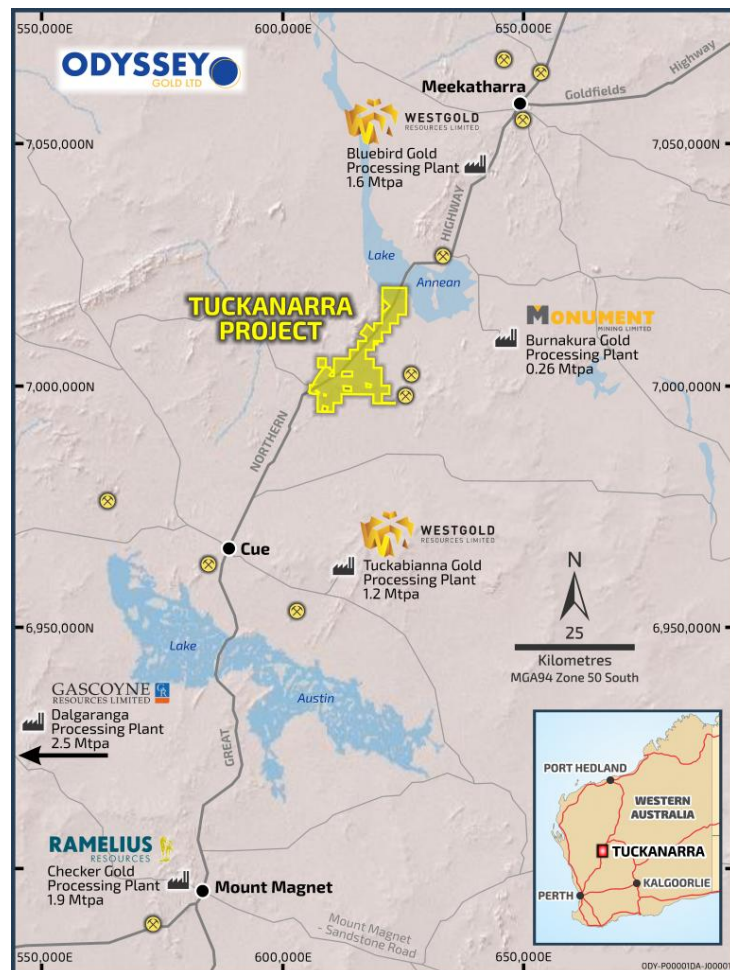 550,000E
600,000E
650,000E
ODYSSEY
GOLD LTD
Highway
Meekatharra
Goldfields
WESTGOLD
RESOURCES LIMITED
7,050,000N
7,050,000N
Bluebird Gold
Processing Plant
1.6 Mtpa
HIGHWAY
Lake
Annean
TUCKANARRA
PROJECT
MONUMENT
MINING LIMITED
Burnakura Gold
Processing Plant
0.26 Mtpa
7,000,000N
7,000,000N
NORTHERN
WESTGOLD
RESOURCES LIMITED
Cue
Tuckabianna Gold
Processing Plant
1.2 Mtpa
N
6,950,000N
6,950,000N
25
Kilometres
MGA94 Zone 50 South
Lake
Austin
GASCOYNE
RESOURCES LIMITED
GR
Dalgaranga
Processing Plant
2.5 Mtpa
GREAT
PORT HEDLAND
WESTERN
AUSTRALIA
TUCKANARRA
KALGOORLIE
PERTH
RAMELIUS
RESOURCES
Checker Gold
Processing Plant
1.9 Mtpa
Mount Magnet
Mount Magnet
- Sandstone Road
550,000E
600,000E
650,000E
ODY-P00001DA-J00001